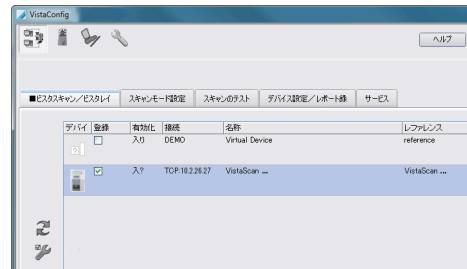 VistaConfig
ヘルプ
■ビスタスキャン/ビスタレイ スキャンモード設定 スキャンのテスト デバイス設定/レポート錄 サービス
デバイ 登録 有効化 接続 名称 レファレンス
入り DEMO Virtual Device reference
入? TCP:10.2.26.27 VistaScan ... VistaScan ...